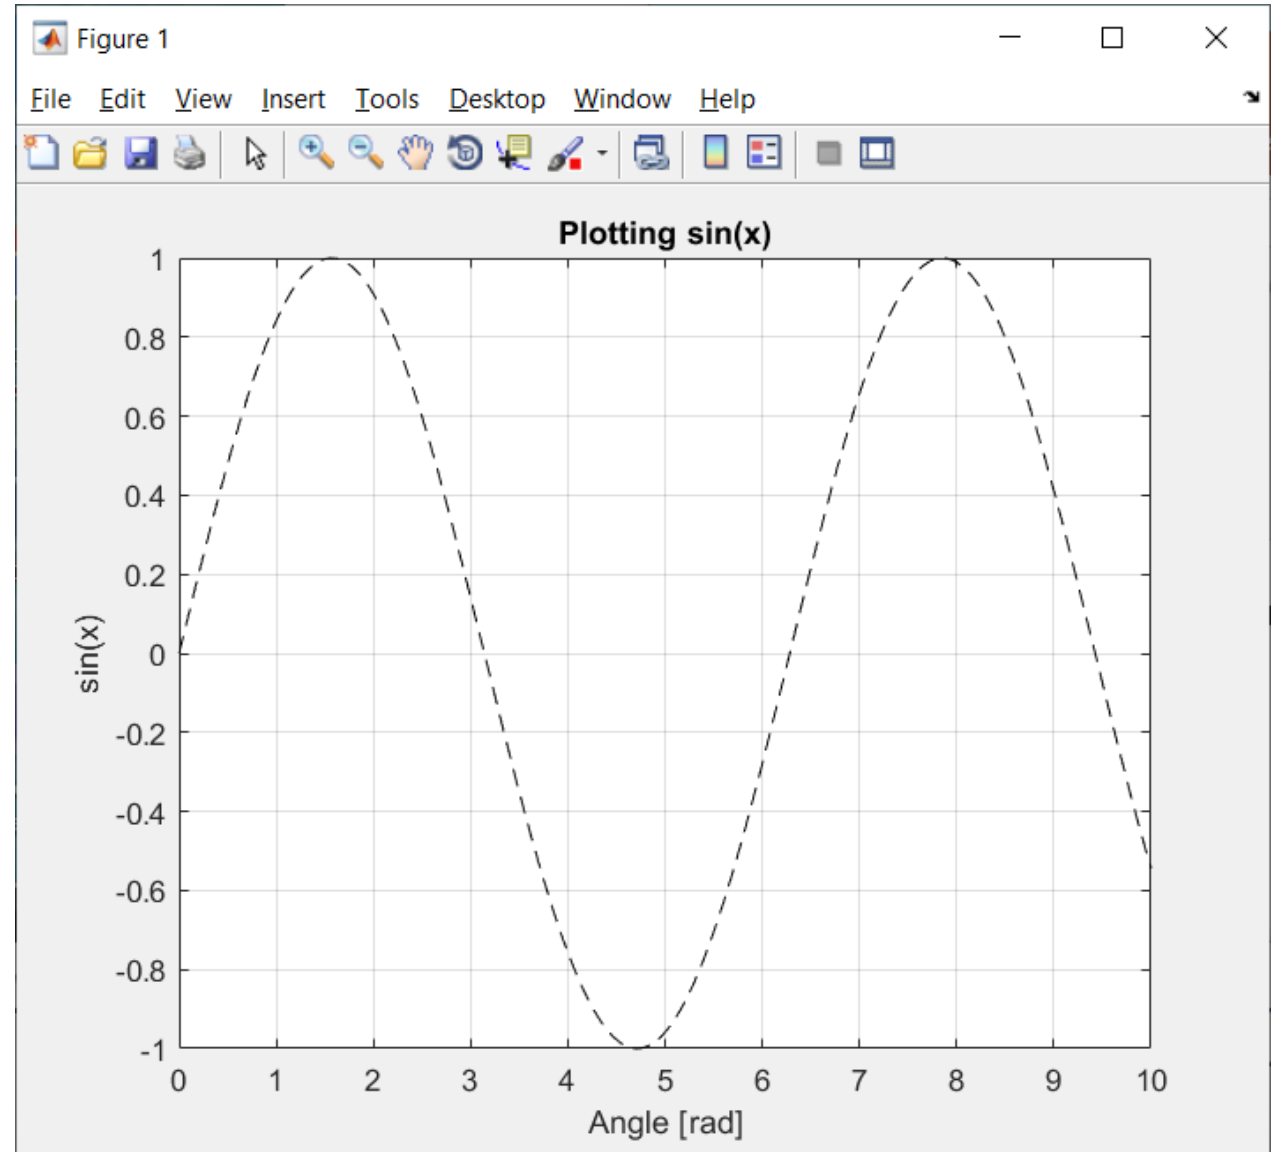 Figure 1
File Edit View Insert Tools Desktop Window Help
Plotting sin(x)
1
0.8
0.6
0.4
0.2
0
-0.2
-0.4
-0.6
-0.8
-1
sin(x)
0 1 2 3 4 5 6 7 8 9 10
Angle [rad]